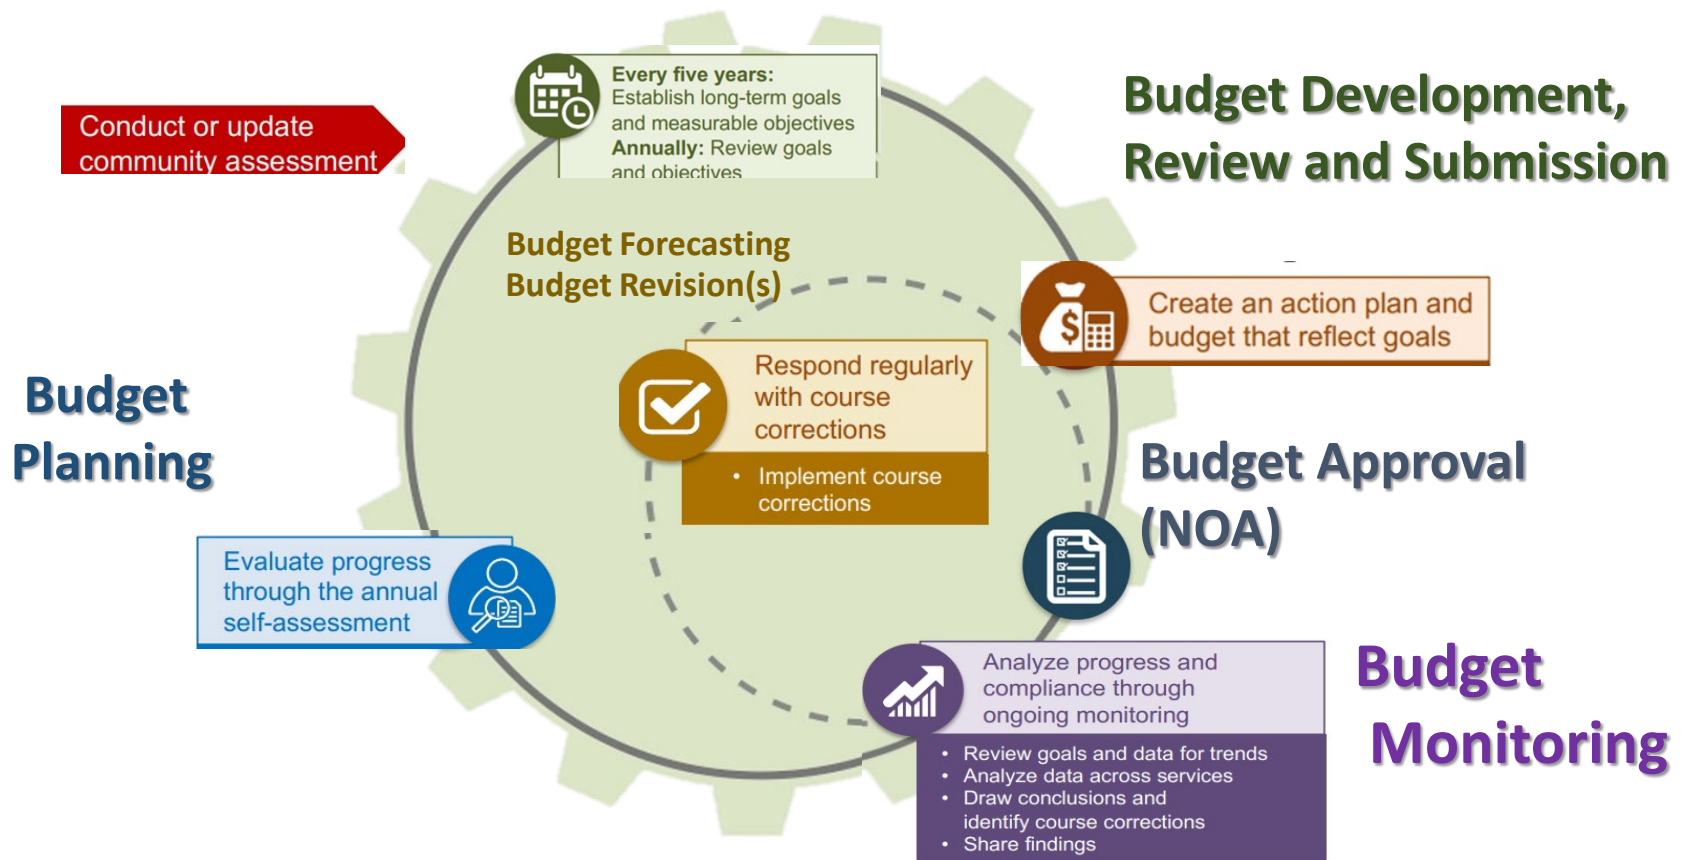 Conduct or update
community assessment
Every five years:
Establish long-term goals
and measurable objectives
Annually: Review goals
and objectives
Budget Development,
Review and Submission
Budget Forecasting
Budget Revision(s)
$
Create an action plan and
budget that reflect goals
Respond regularly
with course
corrections
• Implement course
corrections
Budget
Planning
Budget Approval
(NOA)
Evaluate progress
through the annual
self-assessment
Analyze progress and
compliance through
ongoing monitoring
• Review goals and data for trends
• Analyze data across services
• Draw conclusions and
identify course corrections
• Share findings
Budget
Monitoring